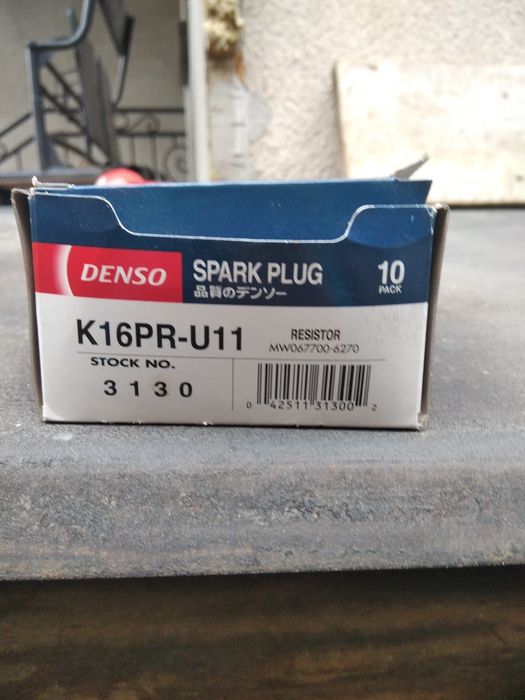 DENSO
SPARK PLUG
品質のデンソー
10
PACK
K16PR-U11
RESISTOR
MW067700-6270
STOCK NO.
3130
0 42511 31300 2